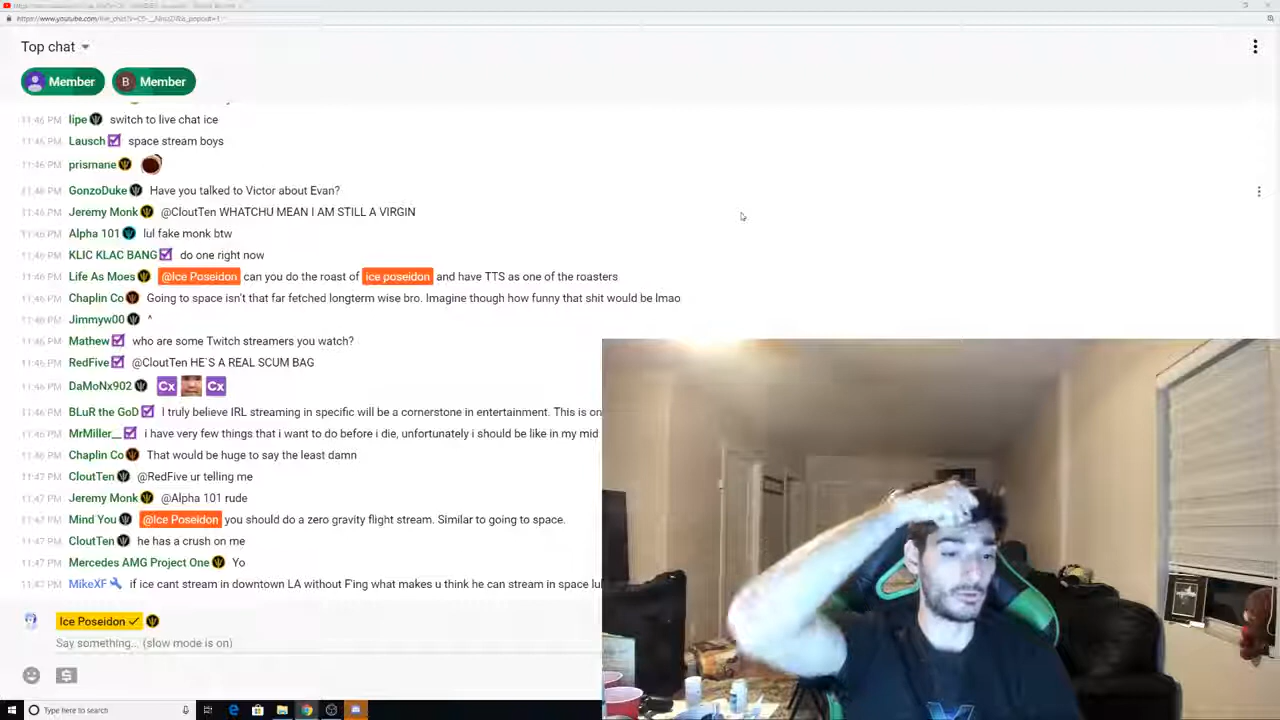 Top chat
Member
B Member
11:46 PM lipe switch to live chat ice
11:46 PM Lausch space stream boys
11:46 PM prismane
11:46 PM GonzoDuke Have you talked to Victor about Evan?
11:46 PM Jeremy Monk @CloutTen WHATCHU MEAN I AM STILL A VIRGIN
11:46 PM Alpha 101 lul fake monk btw
11:46 PM KLIC KLAC BANG do one right now
11:46 PM Life As Moes @Ice Poseidon can you do the roast of ice poseidon and have TTS as one of the roasters
11:46 PM Chaplin Co Going to space isn't that far fetched longterm wise bro. Imagine though how funny that shit would be lmao
11:46 PM Jimmyw00 ^
11:46 PM Mathew who are some Twitch streamers you watch?
11:46 PM RedFive @CloutTen HE`S A REAL SCUM BAG
11:46 PM DaMoNx902 Cx Cx
11:46 PM BLuR the GoD I truly believe IRL streaming in specific will be a cornerstone in entertainment. This is on
11:46 PM MrMiller__ i have very few things that i want to do before i die, unfortunately i should be like in my mid
11:46 PM Chaplin Co That would be huge to say the least damn
11:47 PM CloutTen @RedFive ur telling me
11:47 PM Jeremy Monk @Alpha 101 rude
11:47 PM Mind You @Ice Poseidon you should do a zero gravity flight stream. Similar to going to space.
11:47 PM CloutTen he has a crush on me
11:47 PM Mercedes AMG Project One Yo
11:47 PM MikeXF if ice cant stream in downtown LA without F'ing what makes u think he can stream in space lul
Ice Poseidon
Say something... (slow mode is on)
Type here to search